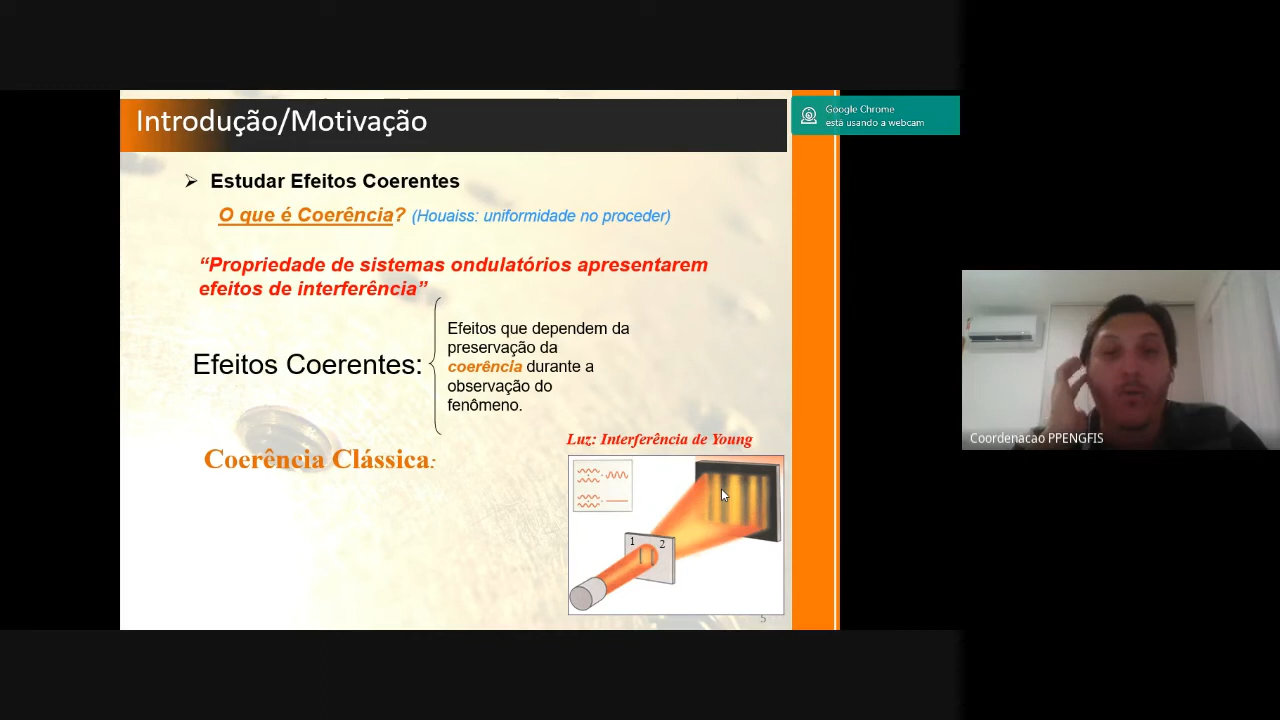 Introdução/Motivação
Google Chrome
está usando a webcam
➢ Estudar Efeitos Coerentes
O que é Coerência? (Houaiss: uniformidade no proceder)
“Propriedade de sistemas ondulatórios apresentarem
efeitos de interferência”
Efeitos Coerentes:
Efeitos que dependem da
preservação da
coerência durante a
observação do
fenômeno.
Coerência Clássica:
Luz: Interferência de Young
1 2
5
Coordenacao PPENGFIS